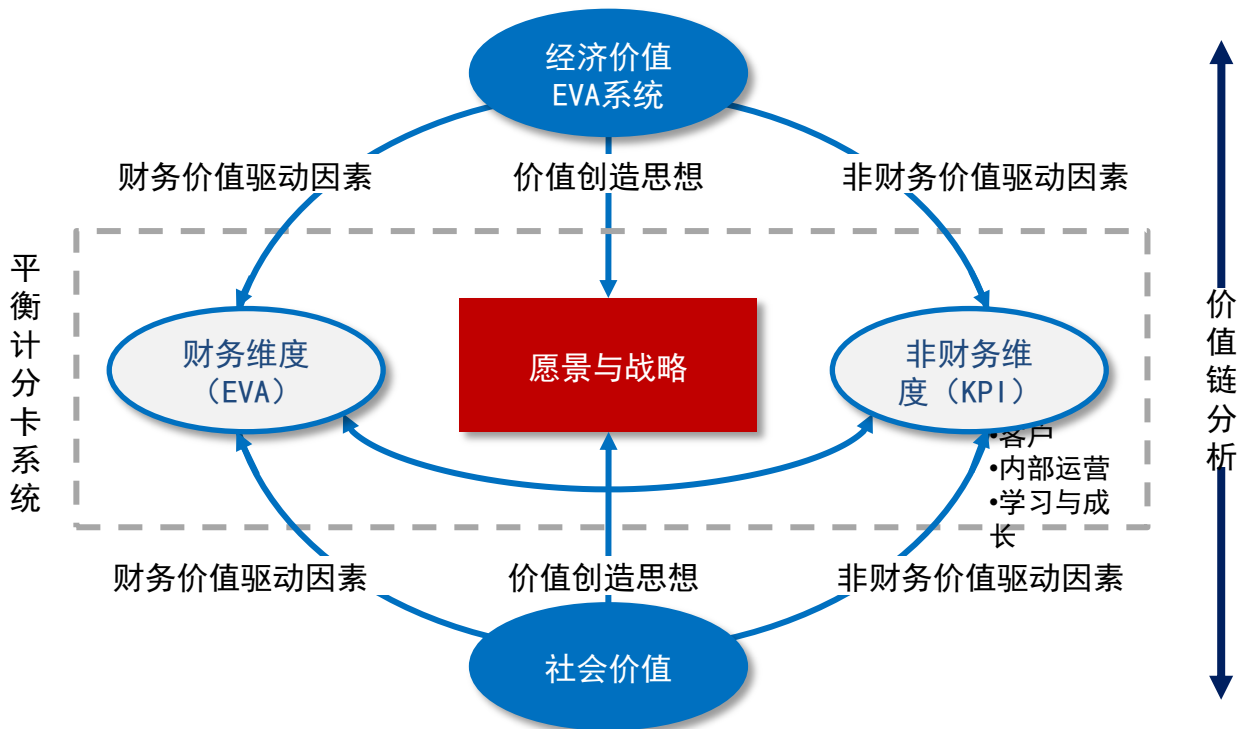 经济价值
EVA系统
财务价值驱动因素
价值创造思想
非财务价值驱动因素
平衡计分卡系统
财务维度
（EVA）
愿景与战略
非财务维
度（KPI）
•客户
•内部运营
•学习与成
长
价值链分析
财务价值驱动因素
价值创造思想
非财务价值驱动因素
社会价值